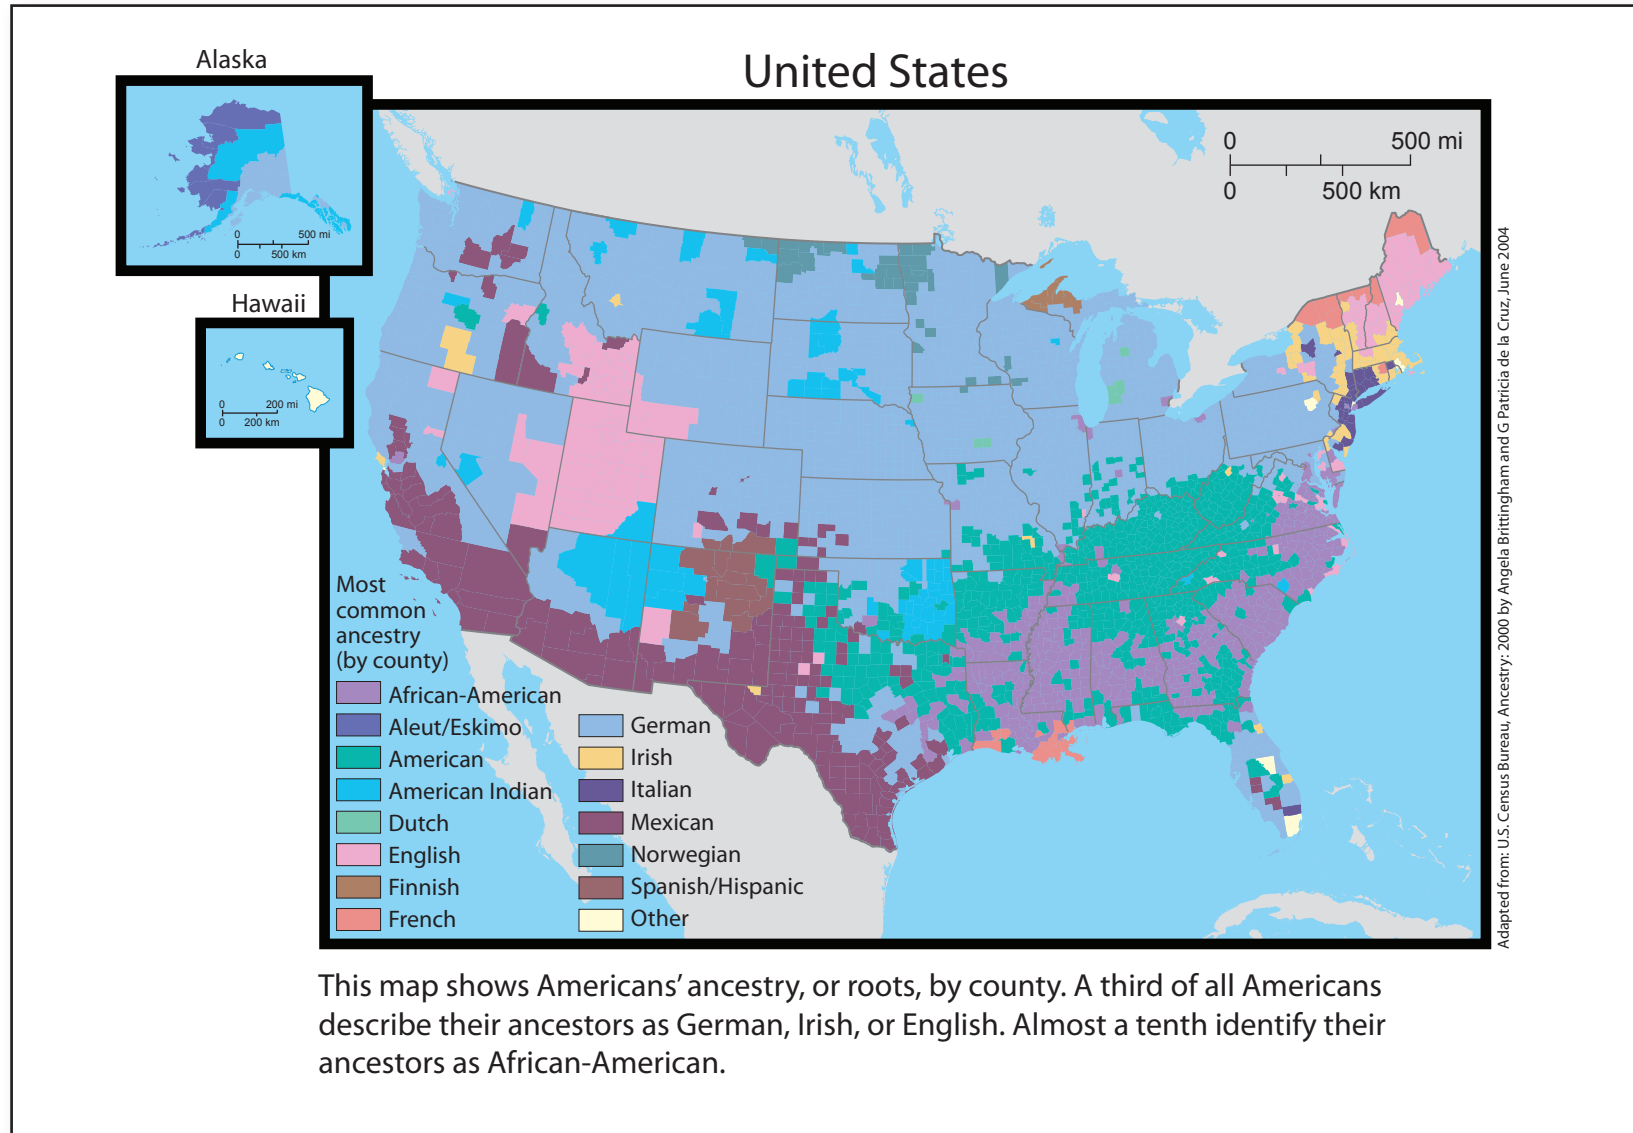 United States
Alaska
0 500 mi
0 500 km
Hawaii
0 200 mi
0 200 km
0 500 mi
0 500 km
Most
common
ancestry
(by county)
African-American
Aleut/Eskimo
American
American Indian
Dutch
English
Finnish
French
German
Irish
Italian
Mexican
Norwegian
Spanish/Hispanic
Other
Adapted from: U.S. Census Bureau, Ancestry: 2000 by Angela Brittingham and G Patricia de la Cruz, June 2004
This map shows Americans’ ancestry, or roots, by county. A third of all Americans
describe their ancestors as German, Irish, or English. Almost a tenth identify their
ancestors as African-American.